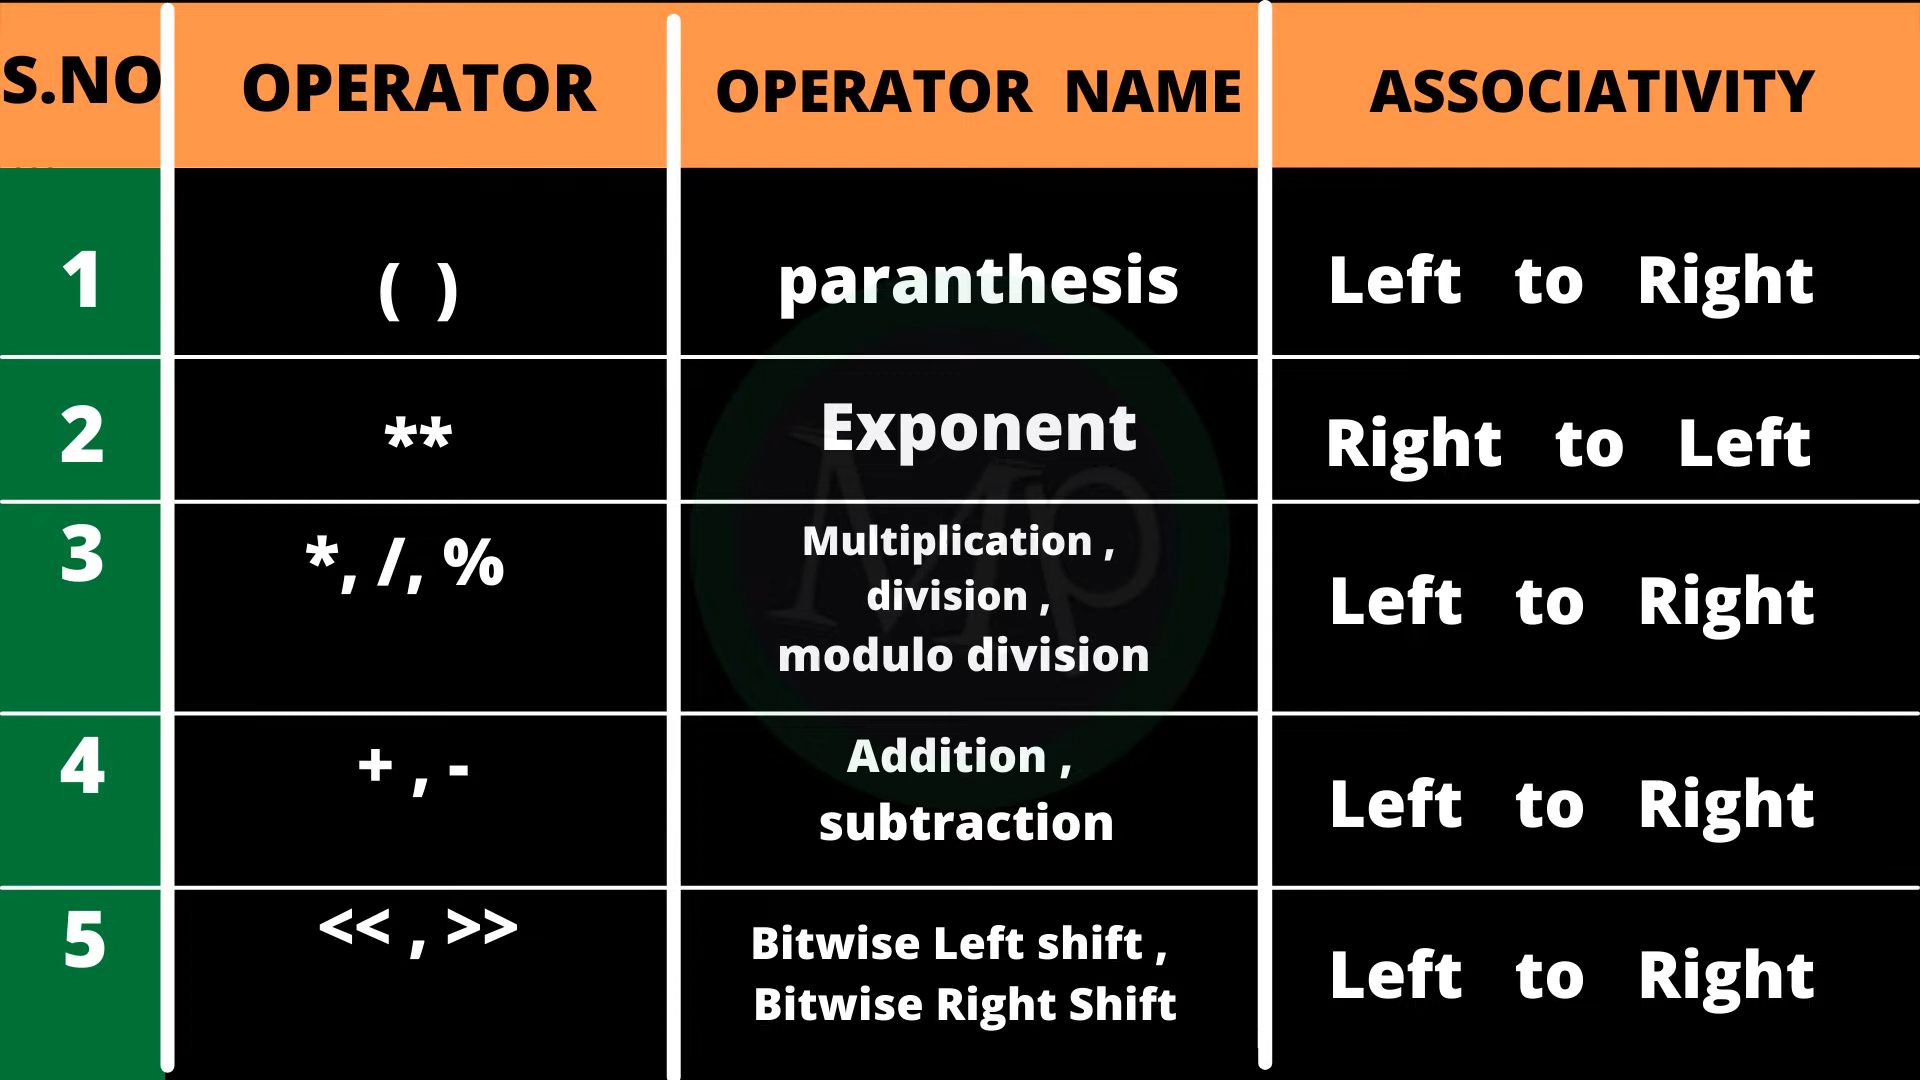 S.NO OPERATOR OPERATOR NAME ASSOCIATIVITY
1 ( ) paranthesis Left to Right
2 ** Exponent Right to Left
3 *, /, % Multiplication ,
division ,
modulo division
Left to Right
4 + , - Addition ,
subtraction
Left to Right
5 << , >> Bitwise Left shift ,
Bitwise Right Shift
Left to Right
Mp